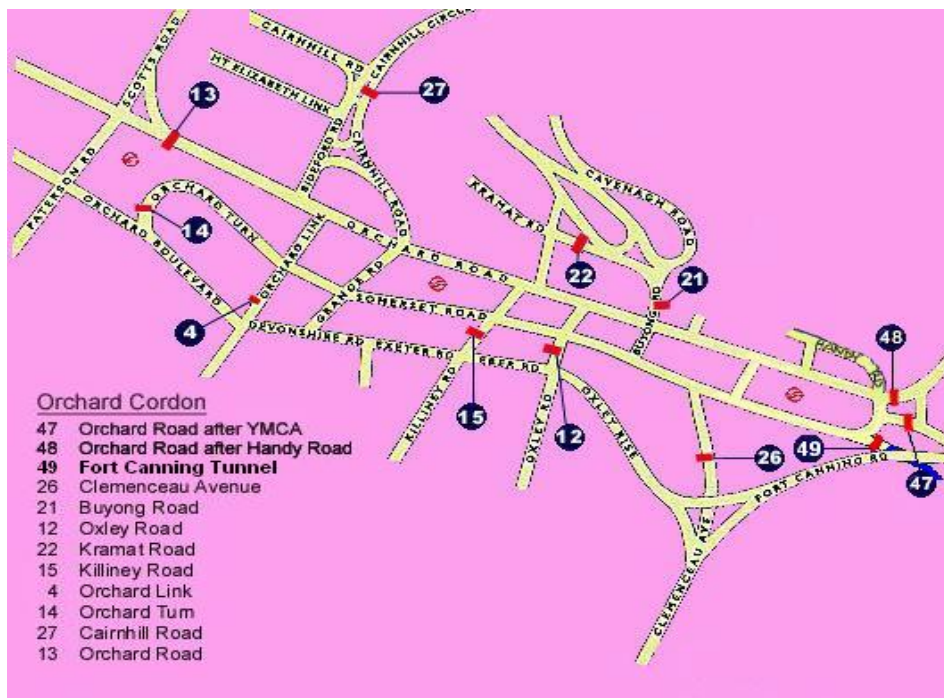 SCOTTS ROAD
CAIRNHILL RD
CAIRNHILL CIRCLE
MT ELIZABETH LINK
27
13
BIDEFORD RD
CAIRNHILL ROAD
PATERSON RD
ORCHARD TURN
14
ORCHARD BOULEVARD
ORCHARD LINK
4
ORCHARD ROAD
GRANGE RD
SOMERSET ROAD
DEVONSHIRE RD
EXETER RD
EBER RD
KRAMAT RD
CAVENAGH ROAD
22
21
BUYONG RD
KILLINEY RD
15
OXLEY RD
12
OXLEY RISE
48
26
49
47
FORT CANNING RD
CLEMENCEAU AVE
Orchard Cordon
47 Orchard Road after YMCA
48 Orchard Road after Handy Road
49 Fort Canning Tunnel
26 Clemenceau Avenue
21 Buyong Road
12 Oxley Road
22 Kramat Road
15 Killiney Road
4 Orchard Link
14 Orchard Turn
27 Cairnhill Road
13 Orchard Road